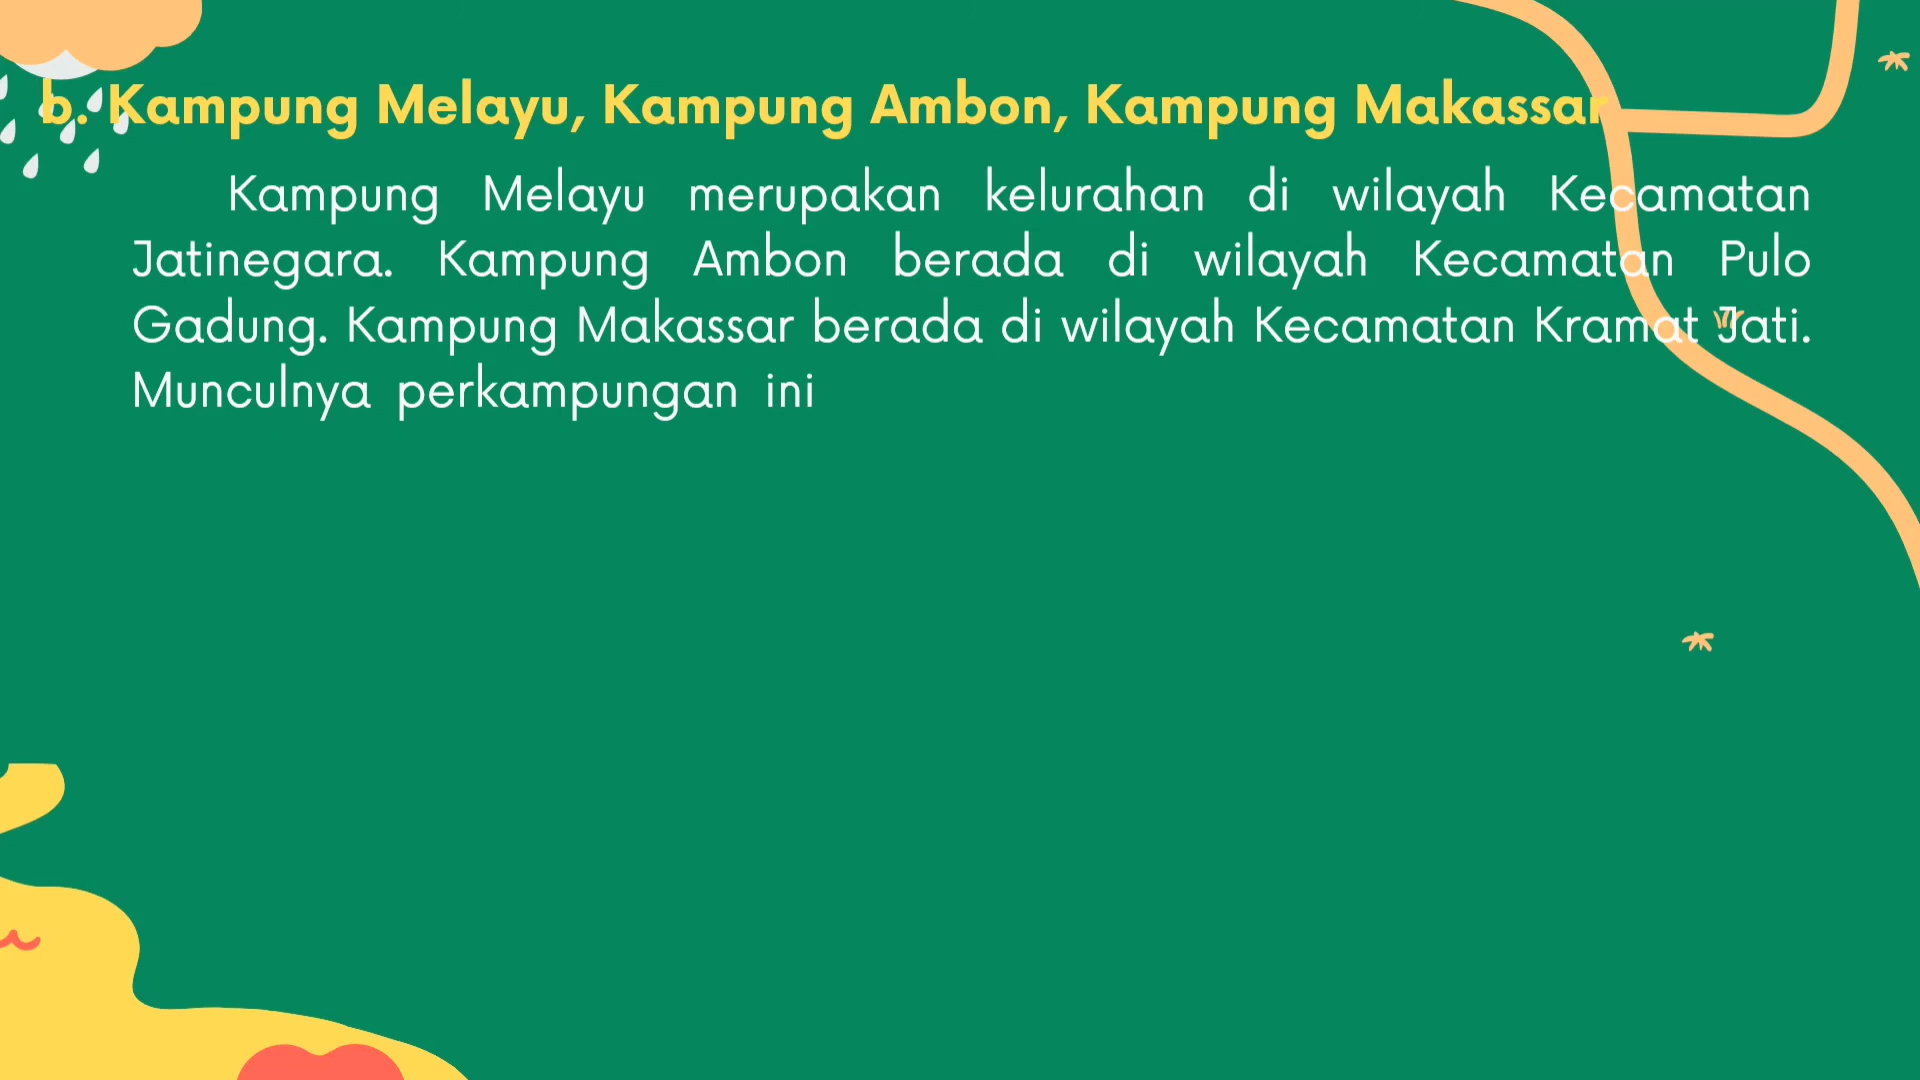 b. Kampung Melayu, Kampung Ambon, Kampung Makassar
Kampung Melayu merupakan kelurahan di wilayah Kecamatan
Jatinegara. Kampung Ambon berada di wilayah Kecamatan Pulo
Gadung. Kampung Makassar berada di wilayah Kecamatan Kramat Jati.
Munculnya perkampungan ini